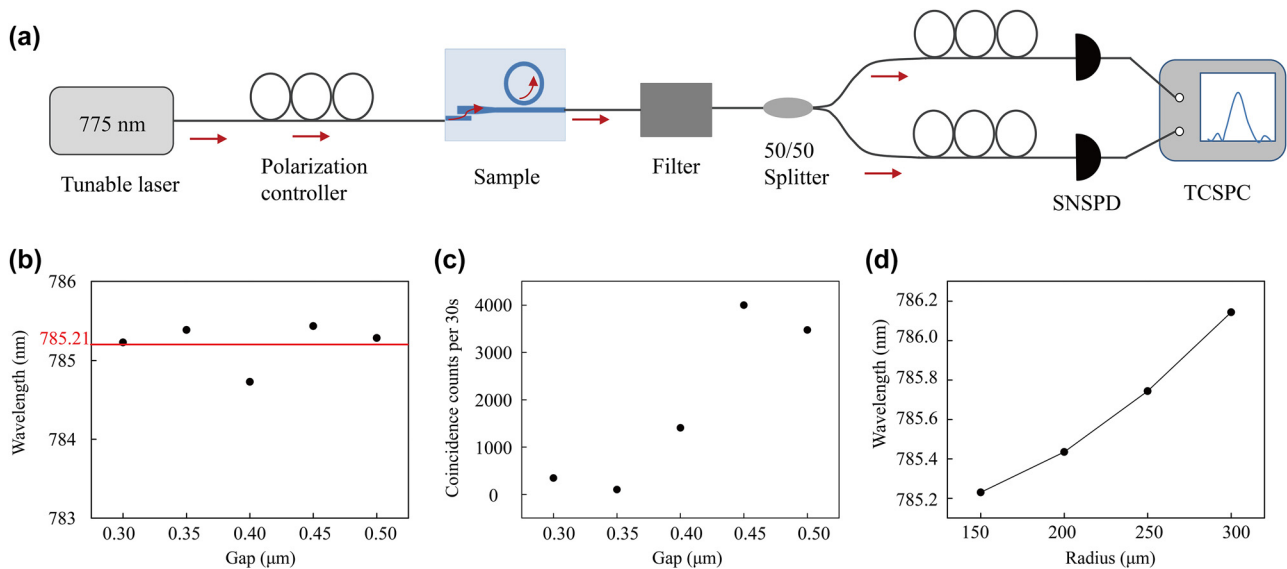 (a)
775 nm
Tunable laser
Polarization
controller
Sample
Filter
50/50
Splitter
SNSPD
TCSPC
(b)
Wavelength (nm)
786
785.21
785
784
783
0.30 0.35 0.40 0.45 0.50
Gap (μm)
(c)
Coincidence counts per 30s
4000
3000
2000
1000
0
0.30 0.35 0.40 0.45 0.50
Gap (μm)
(d)
Wavelength (nm)
786.2
786.0
785.8
785.6
785.4
785.2
150 200 250 300
Radius (μm)